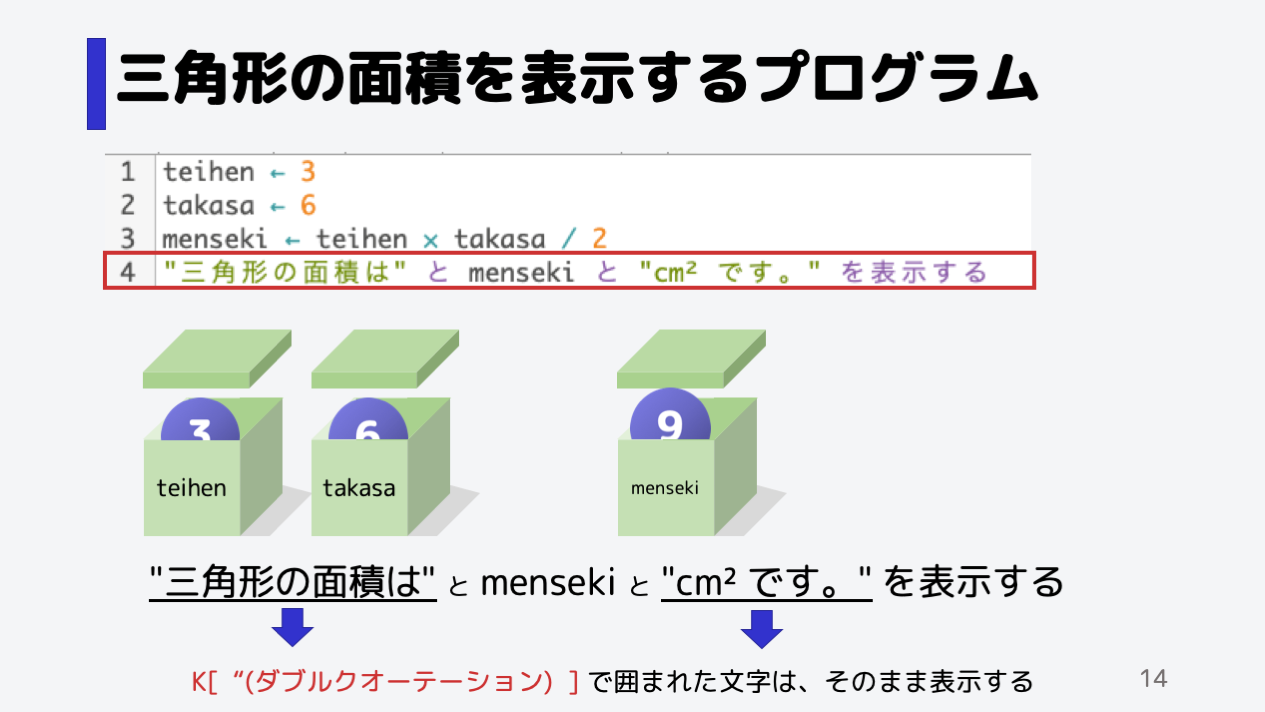 三角形の面積を表示するプログラム
1 teihen ← 3
2 takasa ← 6
3 menseki ← teihen × takasa / 2
4 "三角形の面積は" と menseki と "cm² です。" を表示する
3 6 9
teihen takasa menseki
"三角形の面積は" と menseki と "cm² です。" を表示する
K[ “(ダブルクオーテーション) ] で囲まれた文字は、そのまま表示する
14